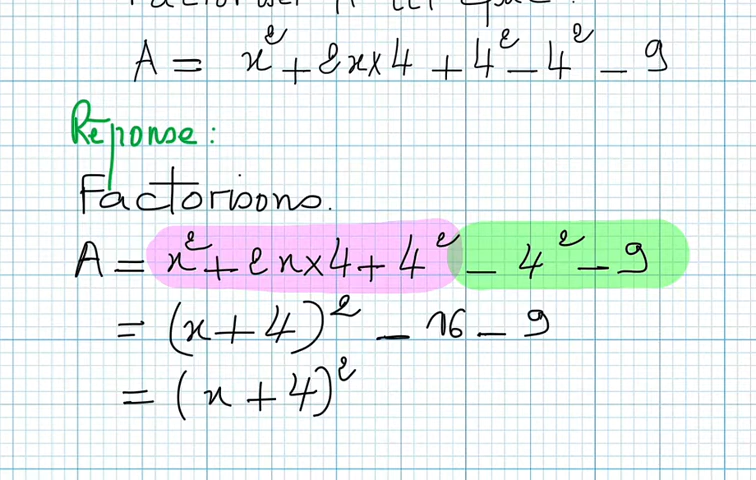 A = x² + 2x×4 + 4² - 4² - 9
Réponse:
Factorisons.
A = x² + 2x×4 + 4² - 4² - 9
= (x+4)² - 16 - 9
= (x+4)²